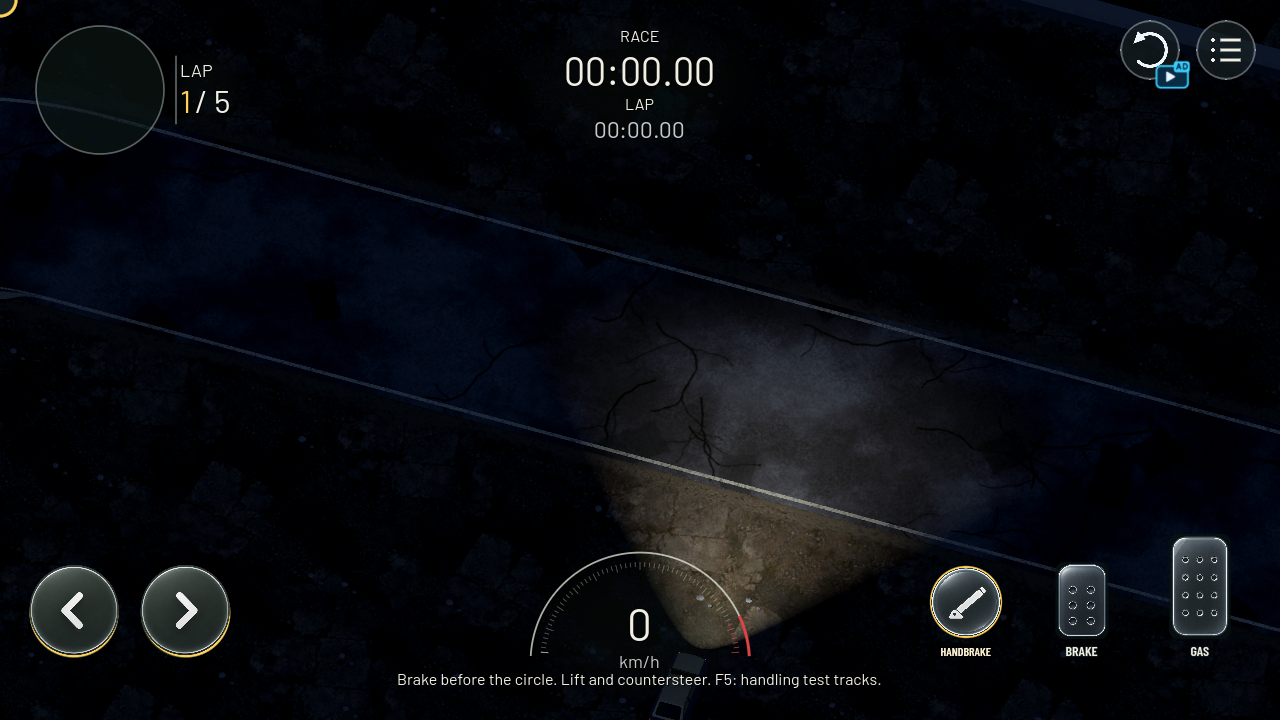 RACE
00:00.00
LAP
00:00.00
LAP
1 / 5
AD
0
km/h
HANDBRAKE
BRAKE
GAS
Brake before the circle. Lift and countersteer. F5: handling test tracks.